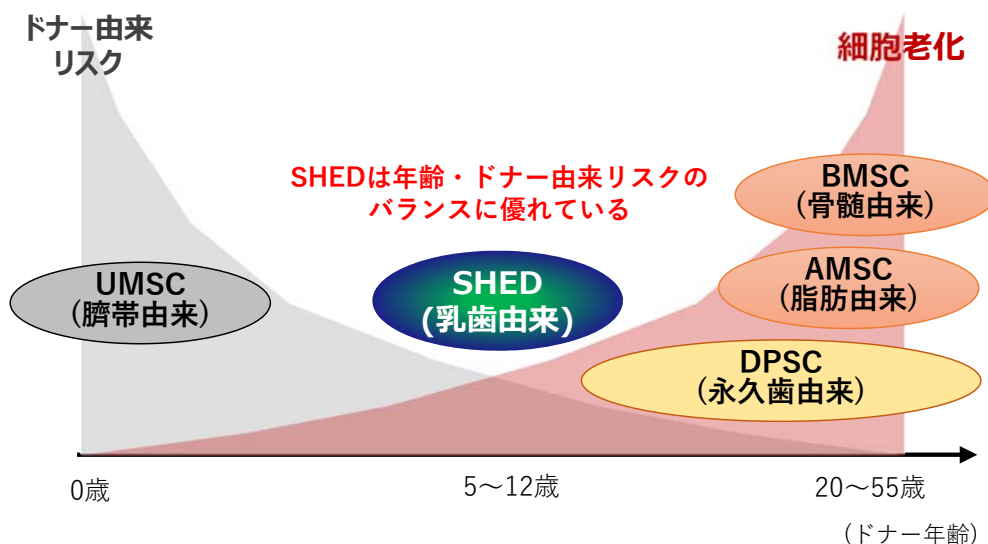 ドナー由来
リスク
細胞老化
SHEDは年齢・ドナー由来リスクの
バランスに優れている
BMSC
(骨髄由来)
UMSC
(臍帯由来)
SHED
(乳歯由来)
AMSC
(脂肪由来)
DPSC
(永久歯由来)
0歳
5～12歳
20～55歳
(ドナー年齢)